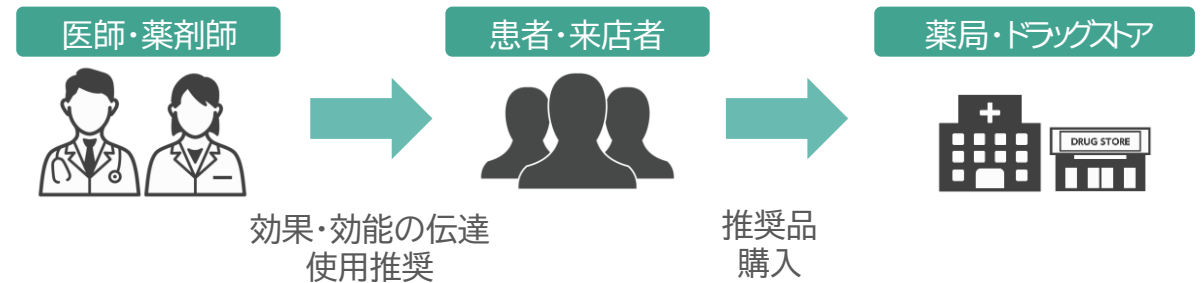 医師・薬剤師
患者・来店者
薬局・ドラッグストア
DRUG STORE
効果・効能の伝達
使用推奨
推奨品
購入